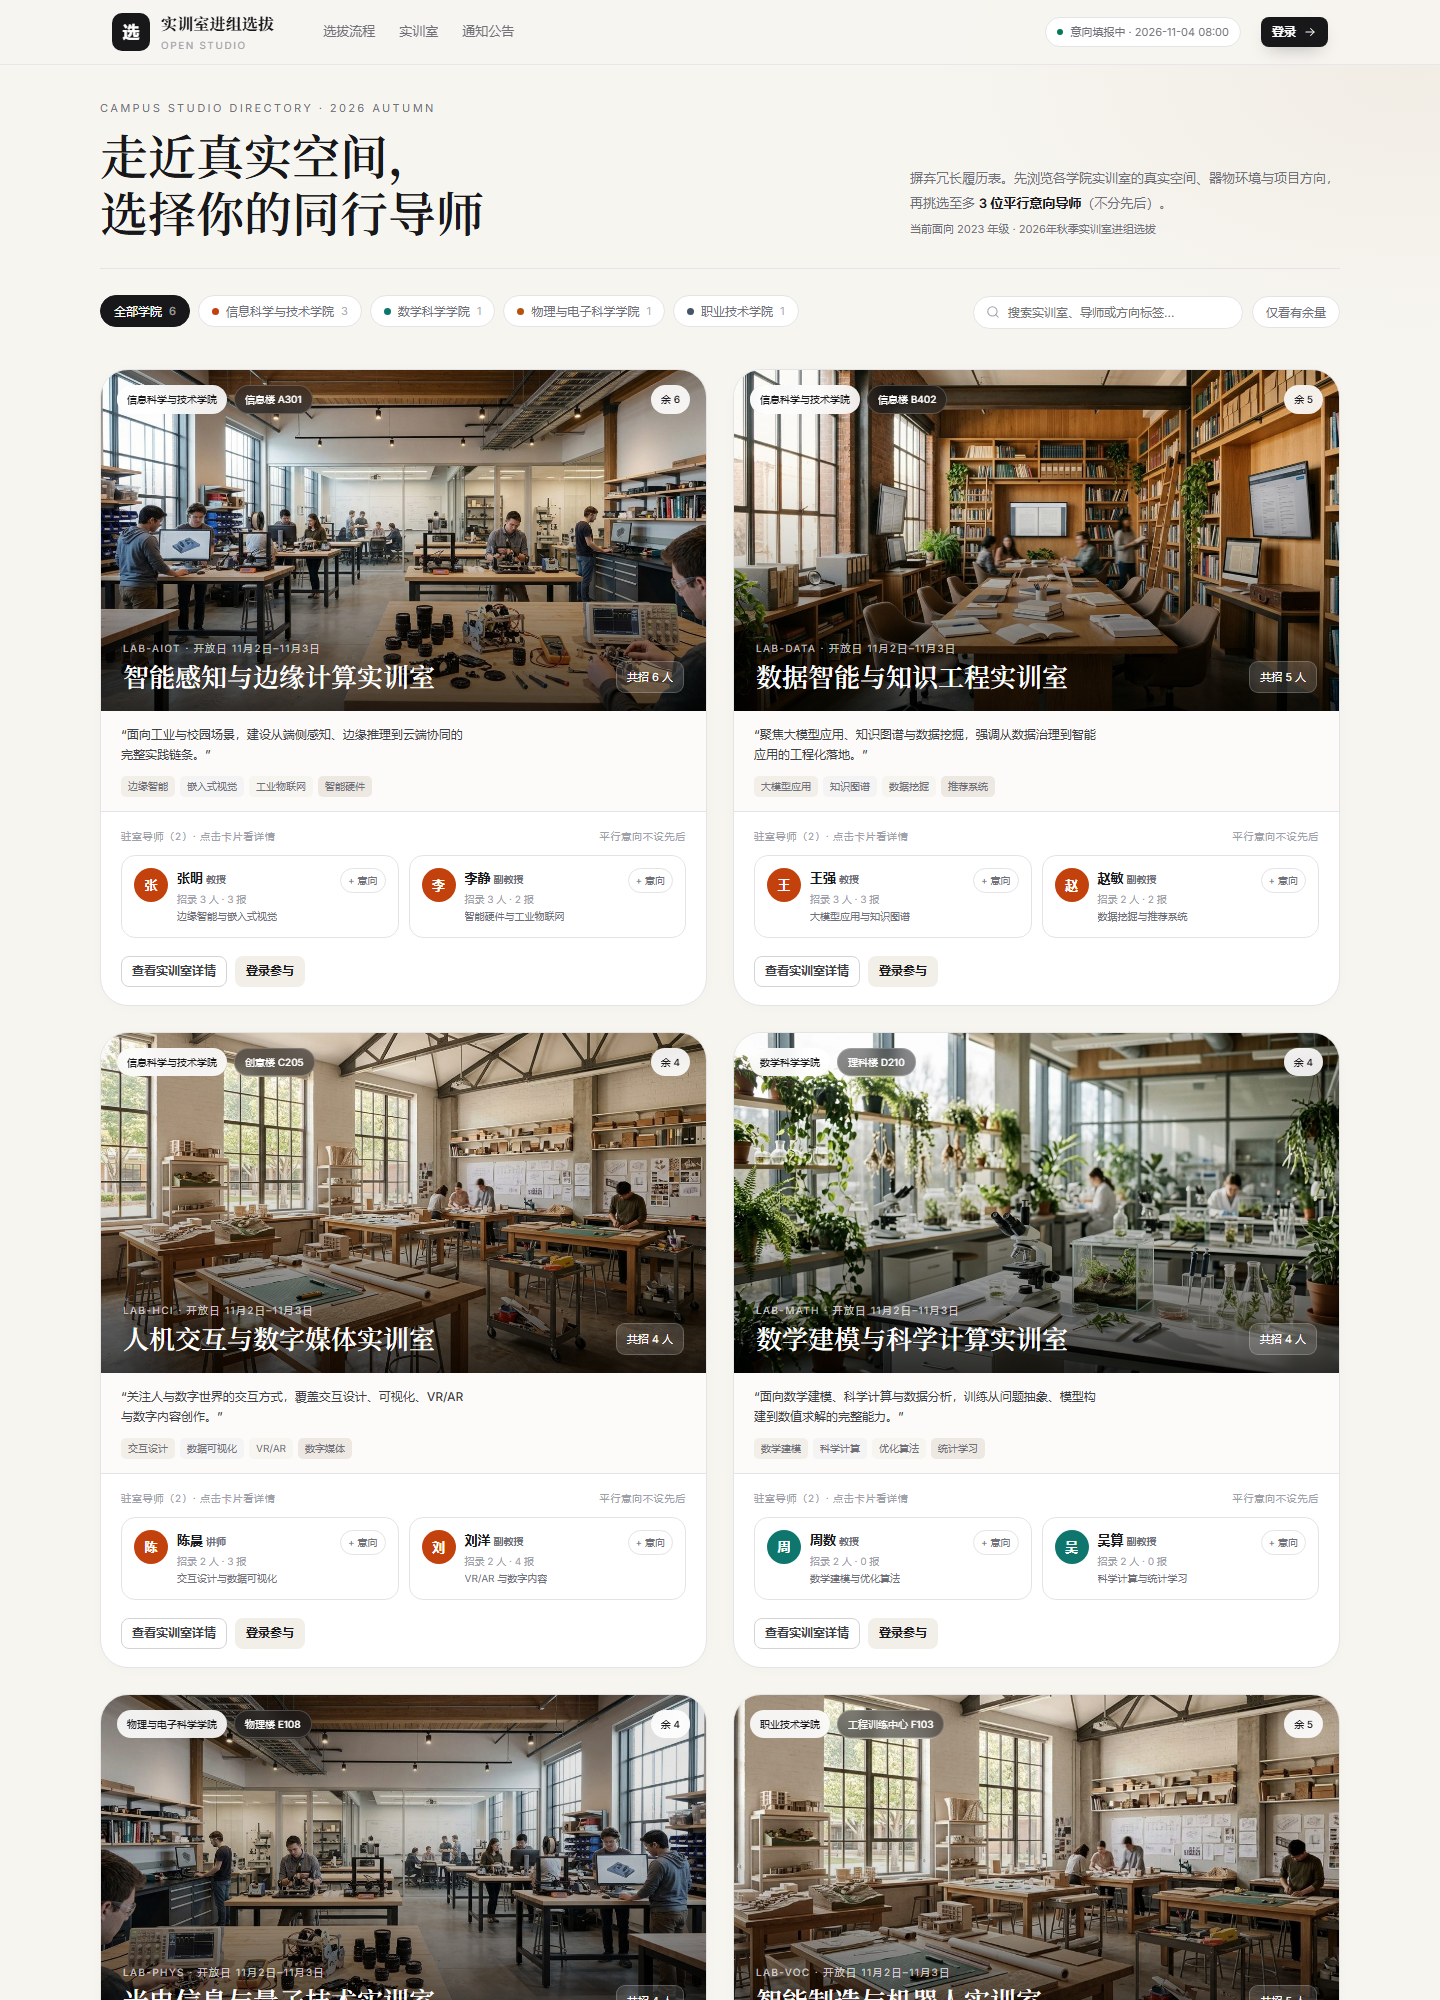 选
实训室进组选拔
OPEN STUDIO
选拔流程
实训室
通知公告
意向填报中 · 2026-11-04 08:00
登录 →
CAMPUS STUDIO DIRECTORY · 2026 AUTUMN
走近真实空间,
选择你的同行导师
摒弃冗长履历表。先浏览各学院实训室的真实空间、器物环境与项目方向,
再挑选至多 3 位平行意向导师（不分先后）。
当前面向 2023 年级 · 2026年秋季实训室进组选拔
全部学院 6
信息科学与技术学院 3
数学科学学院 1
物理与电子科学学院 1
职业技术学院 1
搜索实训室、导师或方向标签...
仅看有余量
信息科学与技术学院
信息楼 A301
余 6
LAB-AIOT · 开放日 11月2日–11月3日
智能感知与边缘计算实训室
共招 6 人
“面向工业与校园场景，建设从端侧感知、边缘推理到云端协同的
完整实践链条。”
边缘智能
嵌入式视觉
工业物联网
智能硬件
驻室导师（2）· 点击卡片看详情
平行意向不设先后
张
张明 教授
+ 意向
招录 3 人 · 3 报
边缘智能与嵌入式视觉
李
李静 副教授
+ 意向
招录 3 人 · 2 报
智能硬件与工业物联网
查看实训室详情
登录参与
信息科学与技术学院
信息楼 B402
余 5
LAB-DATA · 开放日 11月2日–11月3日
数据智能与知识工程实训室
共招 5 人
“聚焦大模型应用、知识图谱与数据挖掘，强调从数据治理到智能
应用的工程化落地。”
大模型应用
知识图谱
数据挖掘
推荐系统
驻室导师（2）· 点击卡片看详情
平行意向不设先后
王
王强 教授
+ 意向
招录 3 人 · 3 报
大模型应用与知识图谱
赵
赵敏 副教授
+ 意向
招录 2 人 · 2 报
数据挖掘与推荐系统
查看实训室详情
登录参与
信息科学与技术学院
创意楼 C205
余 4
LAB-HCI · 开放日 11月2日–11月3日
人机交互与数字媒体实训室
共招 4 人
“关注人与数字世界的交互方式，覆盖交互设计、可视化、VR/AR
与数字内容创作。”
交互设计
数据可视化
VR/AR
数字媒体
驻室导师（2）· 点击卡片看详情
平行意向不设先后
陈
陈晨 讲师
+ 意向
招录 2 人 · 3 报
交互设计与数据可视化
刘
刘洋 副教授
+ 意向
招录 2 人 · 4 报
VR/AR 与数字内容
查看实训室详情
登录参与
数学科学学院
理科楼 D210
余 4
LAB-MATH · 开放日 11月2日–11月3日
数学建模与科学计算实训室
共招 4 人
“面向数学建模、科学计算与数据分析，训练从问题抽象、模型构
建到数值求解的完整能力。”
数学建模
科学计算
优化算法
统计学习
驻室导师（2）· 点击卡片看详情
平行意向不设先后
周
周数 教授
+ 意向
招录 2 人 · 0 报
数学建模与优化算法
吴
吴算 副教授
+ 意向
招录 2 人 · 0 报
科学计算与统计学习
查看实训室详情
登录参与
物理与电子科学学院
物理楼 E108
余 4
LAB-PHYS · 开放日 11月2日–11月3日
光电信息与量子技术实训室
共招 4 人
职业技术学院
工程训练中心 F103
余 5
LAB-VOC · 开放日 11月2日–11月3日
智能制造与机器人实训室
共招 5 人